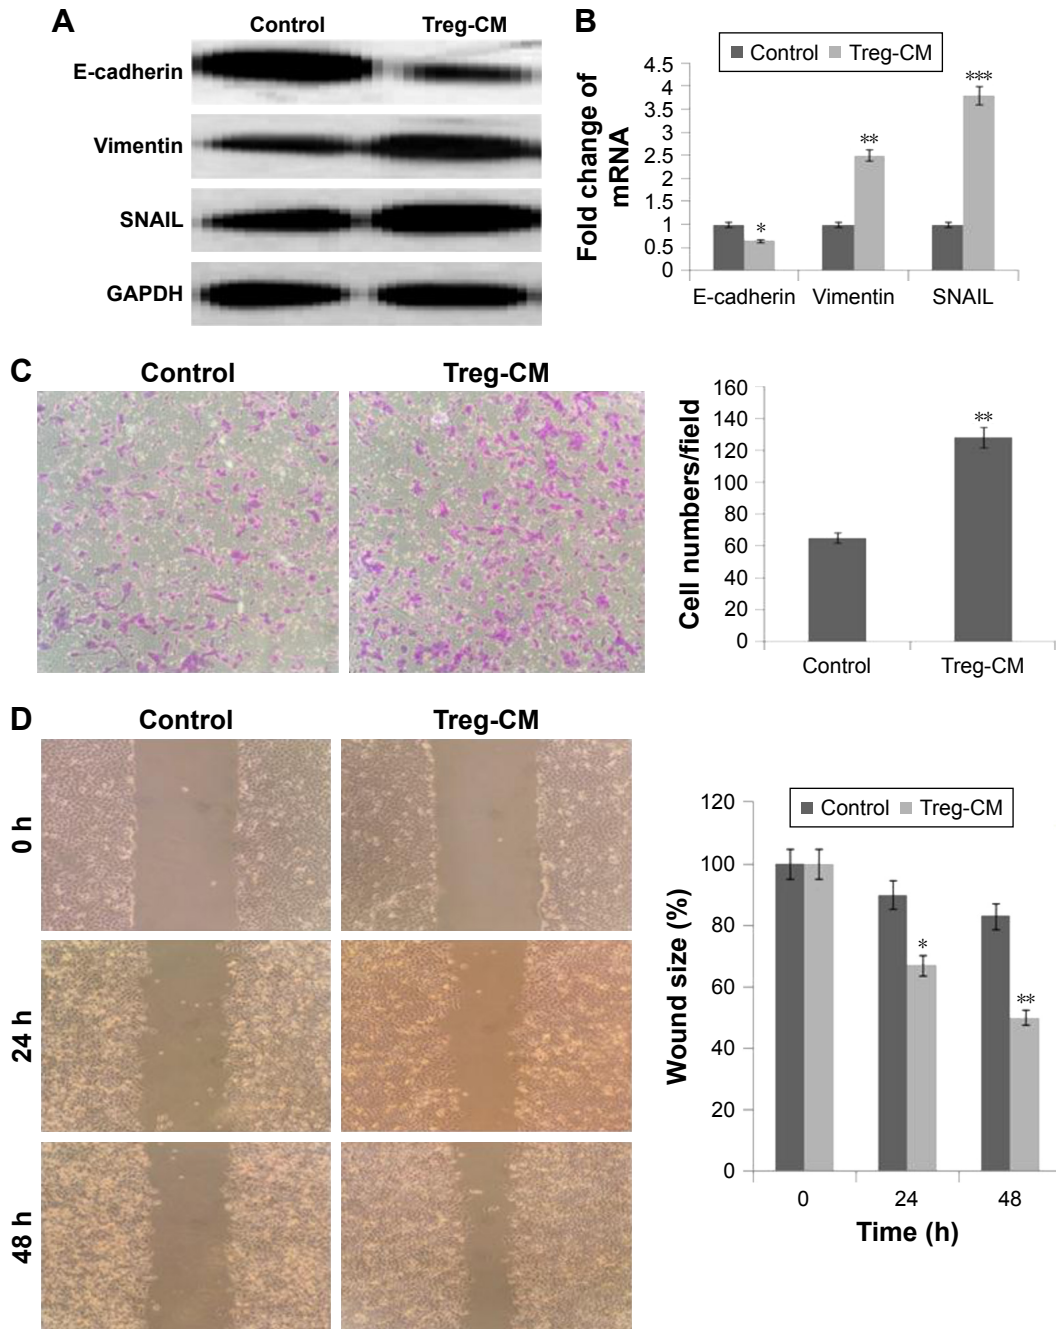 A
Control Treg-CM
E-cadherin
Vimentin
SNAIL
GAPDH
B
Control Treg-CM
Fold change of
mRNA
4.5
4
3.5
3
2.5
2
1.5
1
0.5
0
*
**
***
E-cadherin Vimentin SNAIL
C
Control Treg-CM
Cell numbers/field
160
140
120
100
80
60
40
20
0
**
Control Treg-CM
D
Control Treg-CM
0 h
24 h
48 h
Control Treg-CM
Wound size (%)
120
100
80
60
40
20
0
*
**
0 24 48
Time (h)